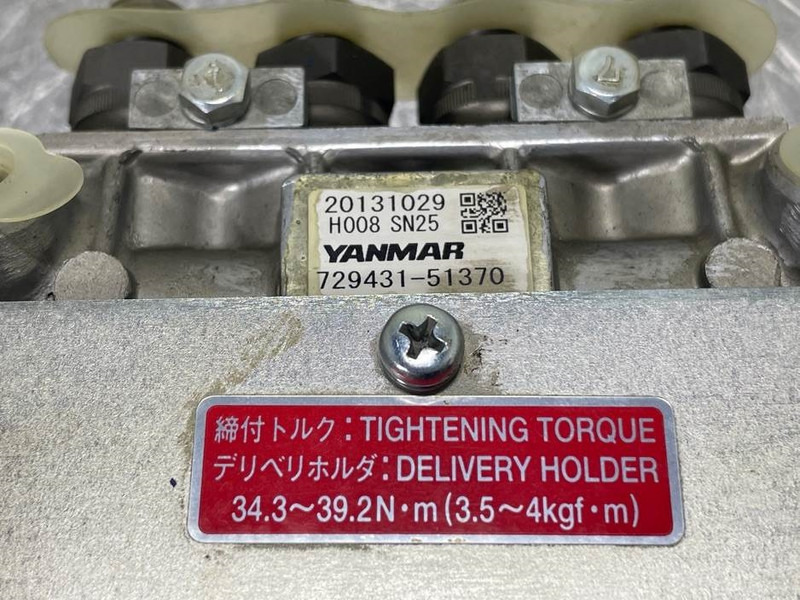 20131029
H008 SN25
YANMAR
729431-51370
締付トルク:TIGHTENING TORQUE
デリベリホルダ:DELIVERY HOLDER
34.3～39.2N・m(3.5～4kgf・m)